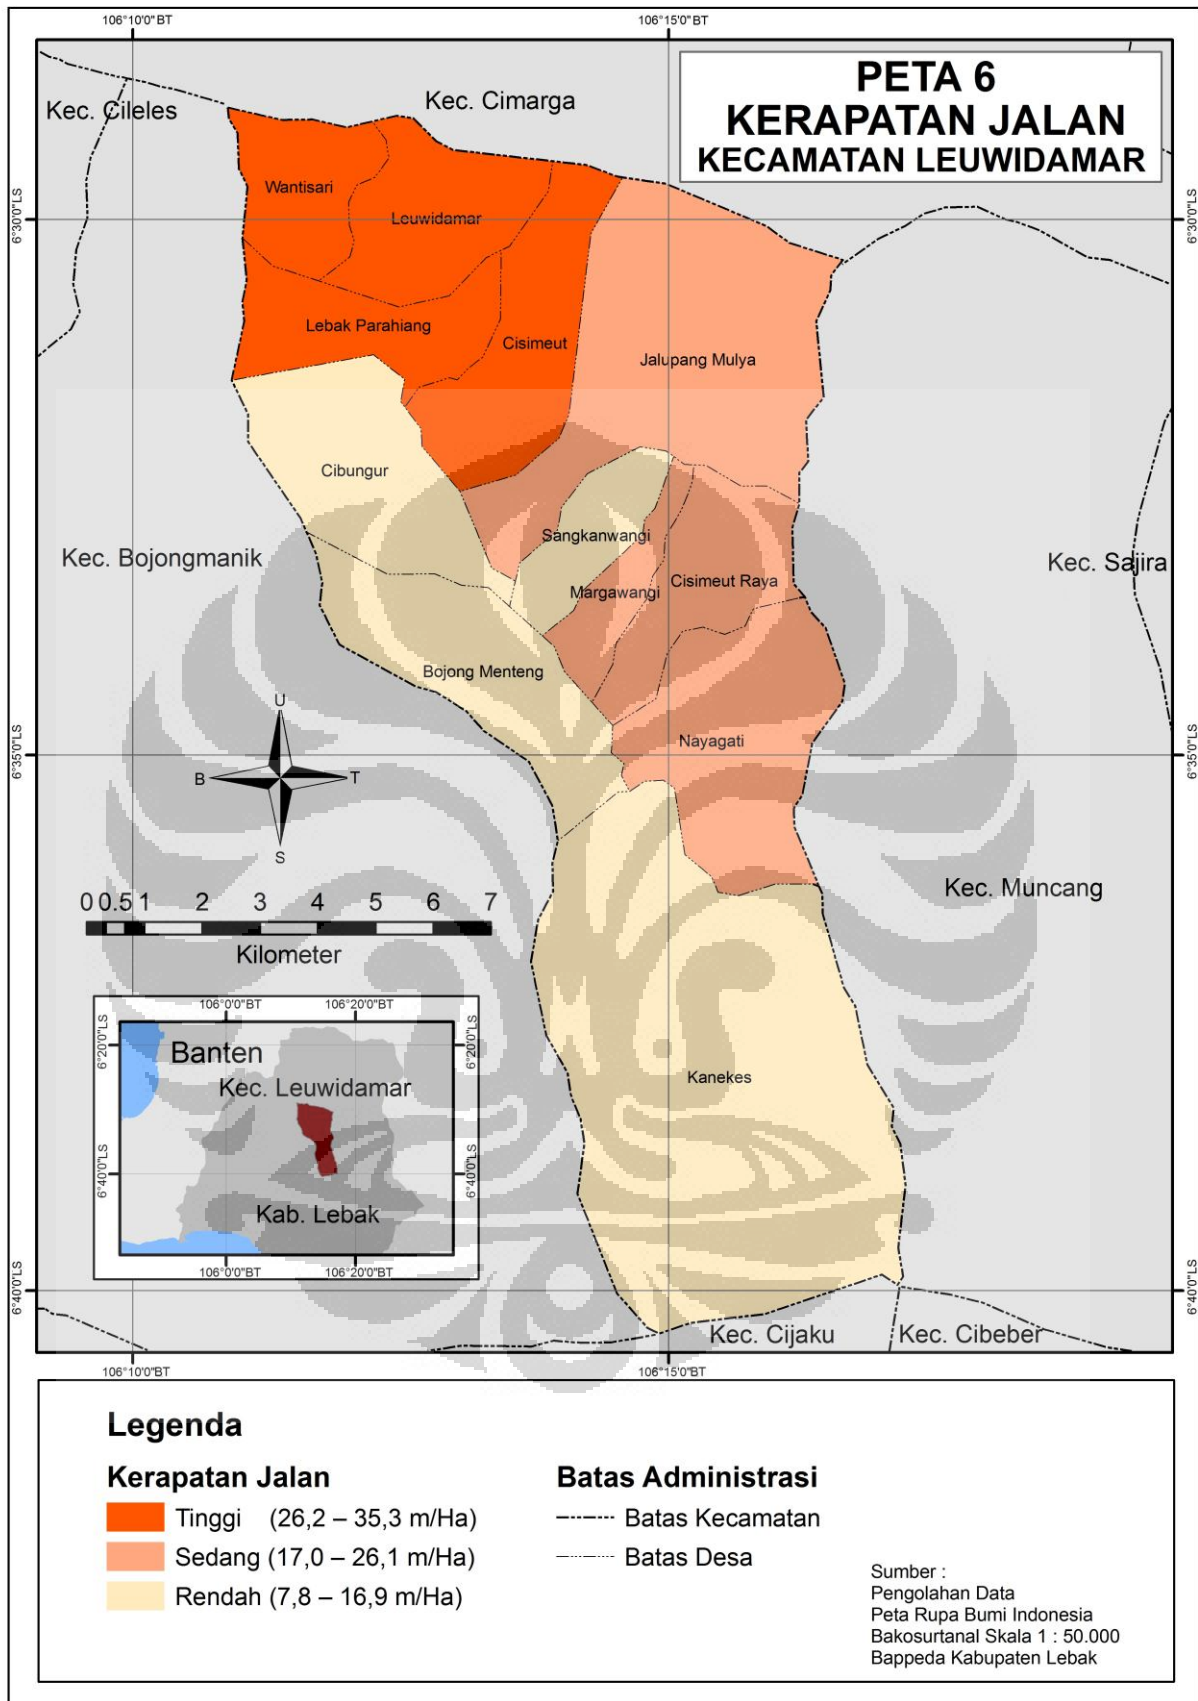 106°10'0"BT
106°15'0"BT
PETA 6
KERAPATAN JALAN
KECAMATAN LEUWIDAMAR
Kec. Cileles
Kec. Cimarga
Wantisari
Leuwidamar
6°30'0"LS
6°30'0"LS
Lebak Parahiang
Cisimeut
Jalupang Mulya
Cibungur
Sangkanwangi
Kec. Bojongmanik
Kec. Sajira
Margawangi
Cisimeut Raya
Bojong Menteng
U
B
T
S
Nayagati
6°35'0"LS
6°35'0"LS
Kec. Muncang
0 0.5 1 2 3 4 5 6 7
Kilometer
106°0'0"BT
106°20'0"BT
6°20'0"LS
6°20'0"LS
Banten
Kec. Leuwidamar
Kanekes
6°40'0"LS
6°40'0"LS
Kab. Lebak
106°0'0"BT
106°20'0"BT
6°40'0"LS
6°40'0"LS
Kec. Cijaku
Kec. Cibeber
106°10'0"BT
106°15'0"BT
Legenda
Kerapatan Jalan
Tinggi (26,2 – 35,3 m/Ha)
Sedang (17,0 – 26,1 m/Ha)
Rendah (7,8 – 16,9 m/Ha)
Batas Administrasi
Batas Kecamatan
Batas Desa
Sumber :
Pengolahan Data
Peta Rupa Bumi Indonesia
Bakosurtanal Skala 1 : 50.000
Bappeda Kabupaten Lebak